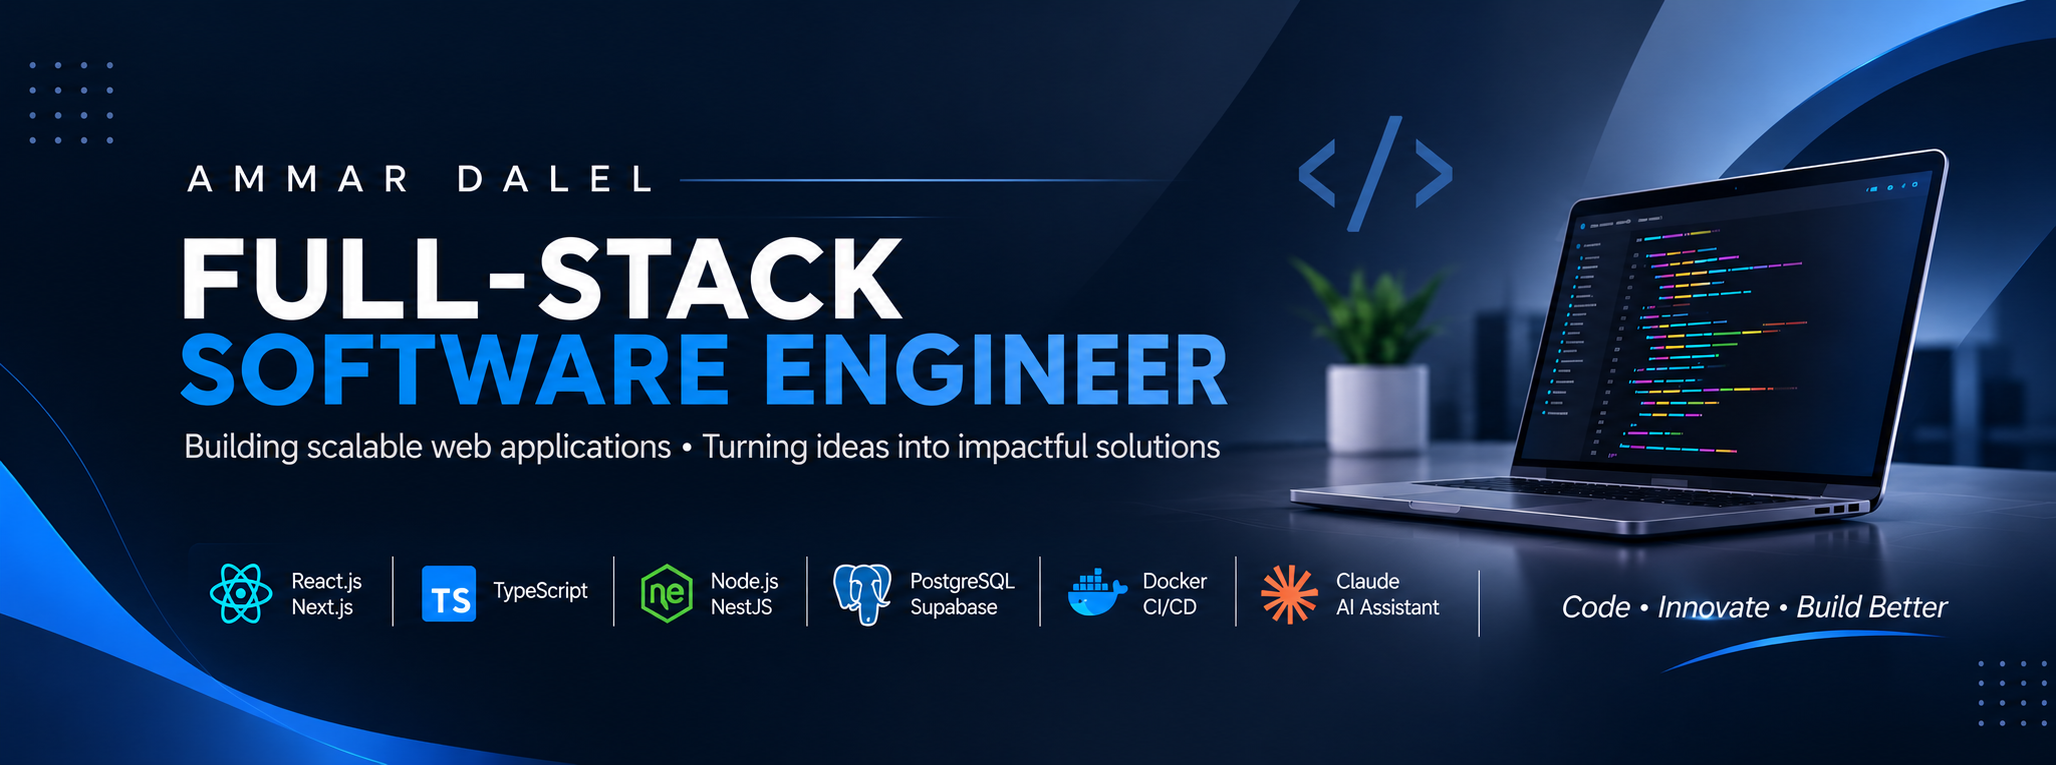 AMMAR DALEL
FULL-STACK
SOFTWARE ENGINEER
Building scalable web applications • Turning ideas into impactful solutions
</>
React.js
Next.js
TS
TypeScript
ne
Node.js
NestJS
PostgreSQL
Supabase
Docker
CI/CD
Claude
AI Assistant
Code • Innovate • Build Better